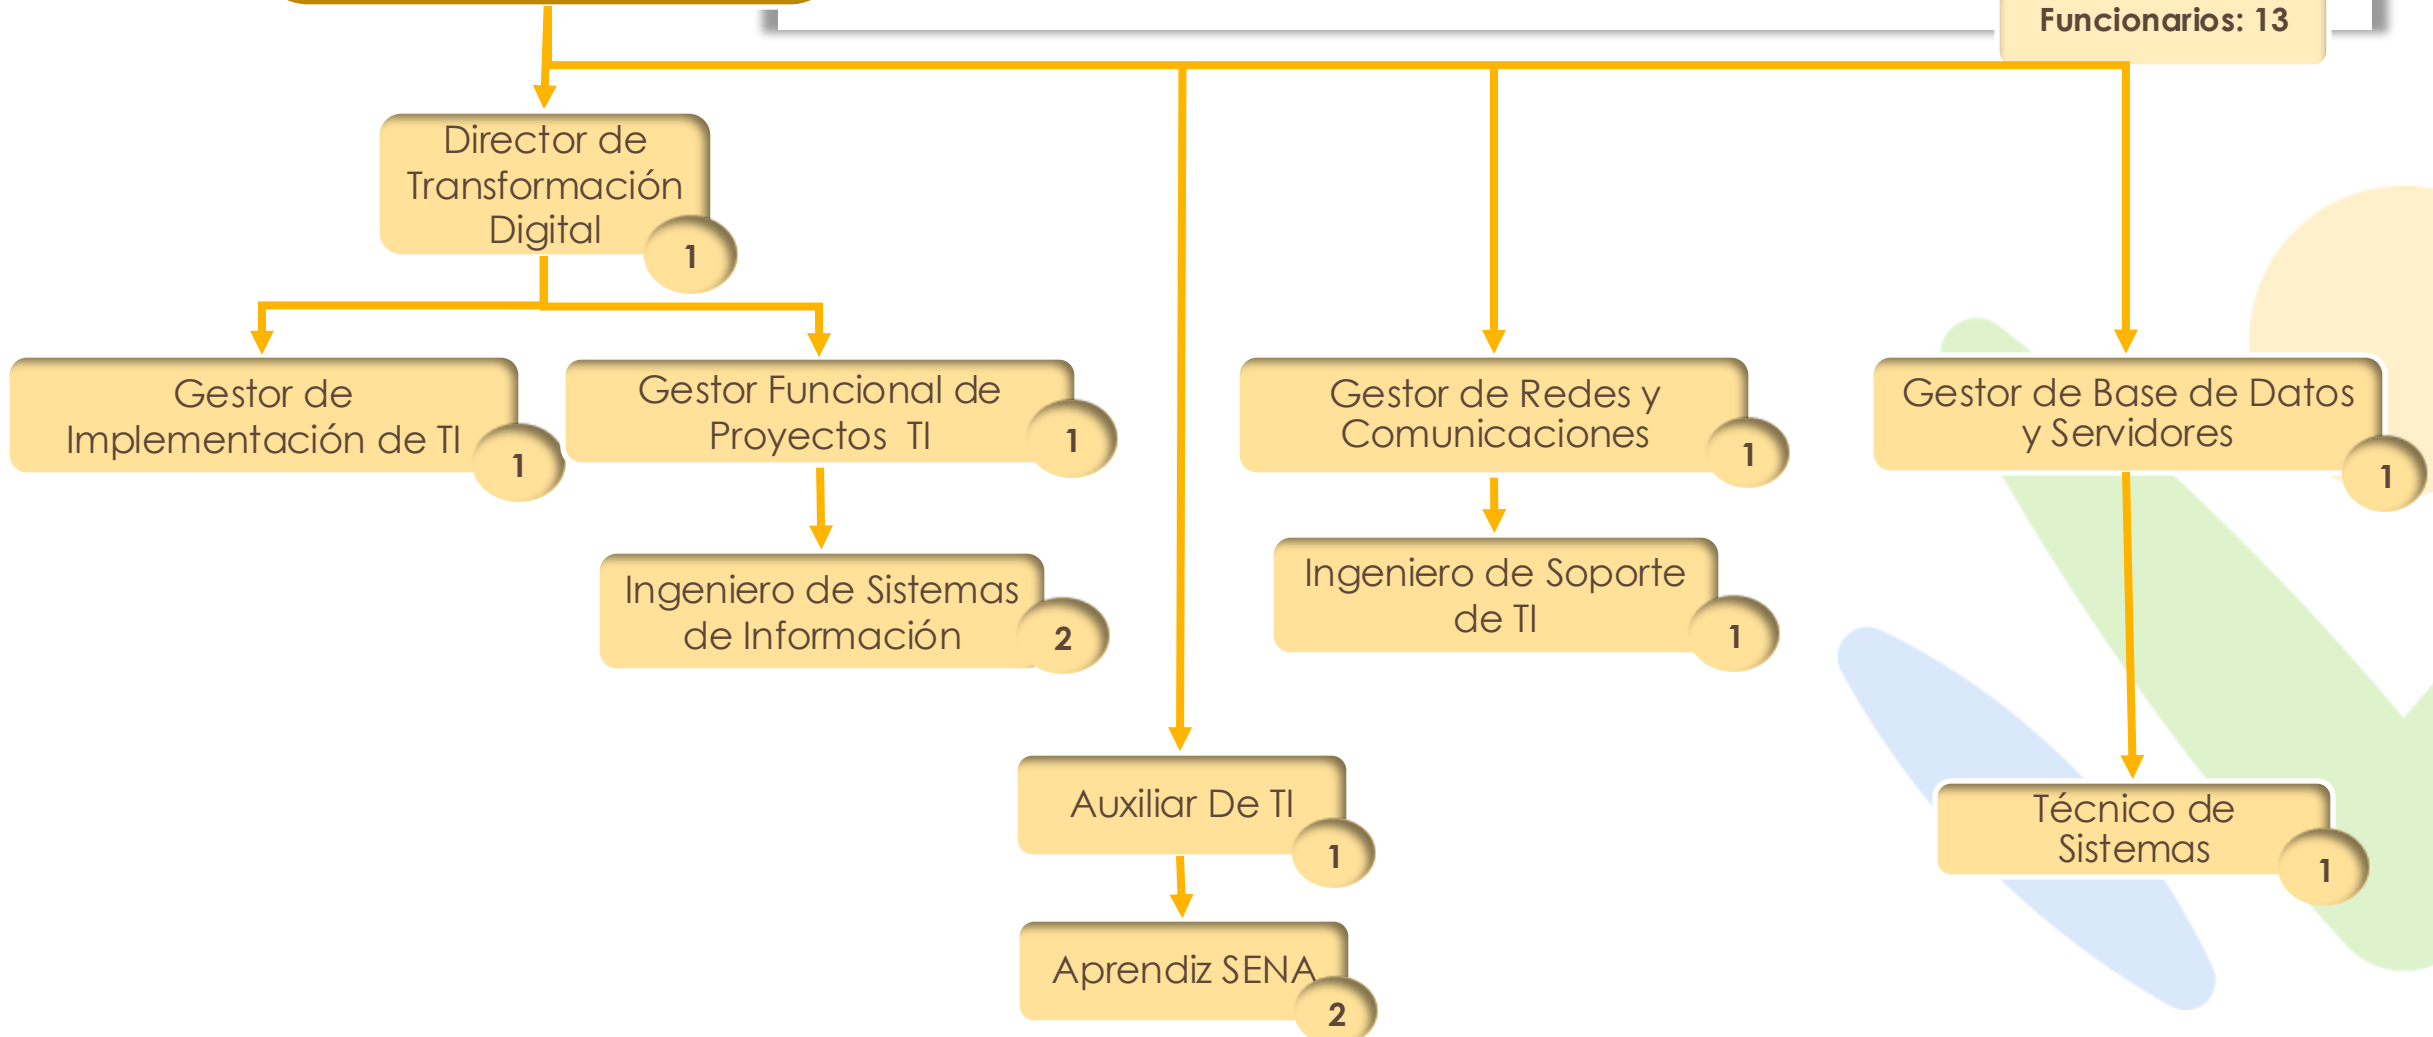 Funcionarios: 13
Director de
Transformación
Digital
1
Gestor de
Implementación de TI
1
Gestor Funcional de
Proyectos TI
1
Gestor de Redes y
Comunicaciones
1
Gestor de Base de Datos
y Servidores
1
Ingeniero de Sistemas
de Información
2
Ingeniero de Soporte
de TI
1
Auxiliar De TI
1
Técnico de
Sistemas
1
Aprendiz SENA
2